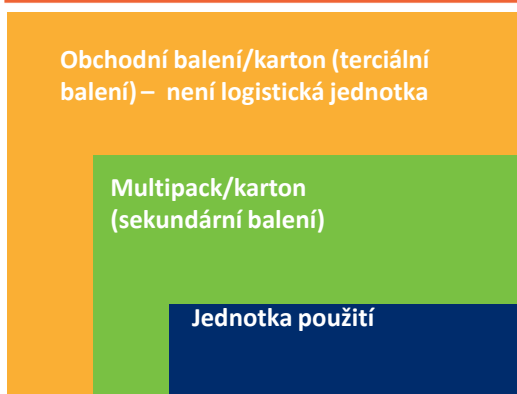 Obchodní balení/karton (terciální
balení) –  není logistická jednotka
Multipack/karton
(sekundární balení)
Jednotka použití